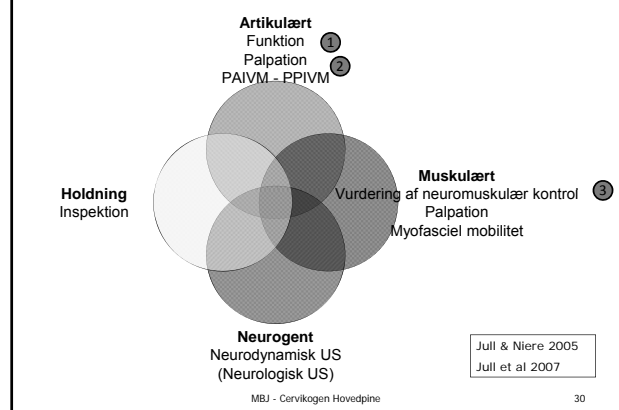 Artikulært
Funktion 1
Palpation 2
PAIVM - PPIVM
Holdning
Inspektion
Muskulært
Vurdering af neuromuskulær kontrol 3
Palpation
Myofasciel mobilitet
Neurogent
Neurodynamisk US
(Neurologisk US)
Jull & Niere 2005
Jull et al 2007
MBJ - Cervikogen Hovedpine 30